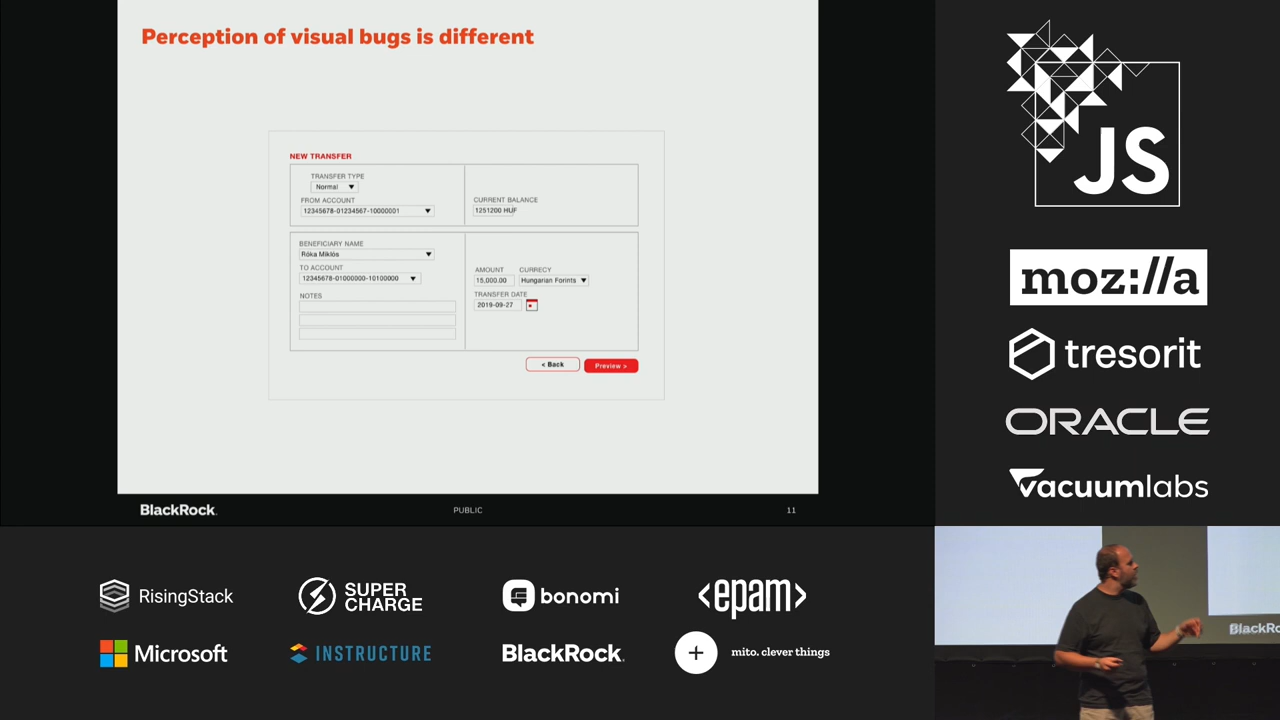 Perception of visual bugs is different
NEW TRANSFER
TRANSFER TYPE
Normal
FROM ACCOUNT
12345678-01234567-10000001
CURRENT BALANCE
1251200 HUF
BENEFICIARY NAME
Róka Miklós
TO ACCOUNT
12345678-01000000-10100000
NOTES
AMOUNT CURRECY
15,000.00 Hungarian Forints
TRANSFER DATE
2019-09-27
< Back
Preview >
BlackRock.
PUBLIC
11
JS
moz://a
tresorit
ORACLE
vacuumlabs
RisingStack
SUPER
CHARGE
bonomi
<epam>
Microsoft
INSTRUCTURE
BlackRock.
+
mito. clever things
BlackRo